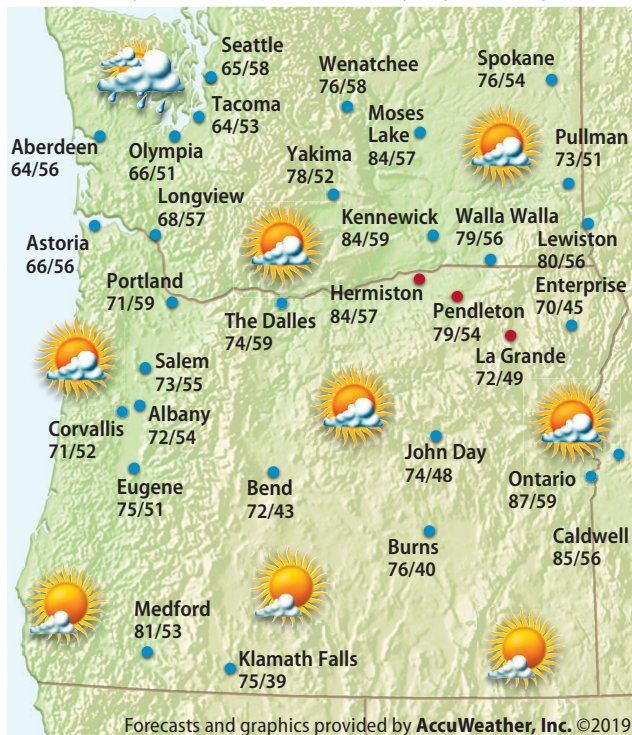 Seattle
65/58
Wenatchee
76/58
Spokane
76/54
Tacoma
64/53
Moses
Lake
84/57
Aberdeen
64/56
Olympia
66/51
Yakima
78/52
Pullman
73/51
Longview
68/57
Kennewick
84/59
Walla Walla
79/56
Lewiston
80/56
Astoria
66/56
Portland
71/59
The Dalles
74/59
Hermiston
84/57
Pendleton
79/54
Enterprise
70/45
La Grande
72/49
Salem
73/55
Albany
72/54
Corvallis
71/52
John Day
74/48
Ontario
87/59
Eugene
75/51
Bend
72/43
Burns
76/40
Caldwell
85/56
Medford
81/53
Klamath Falls
75/39
Forecasts and graphics provided by AccuWeather, Inc. ©2019